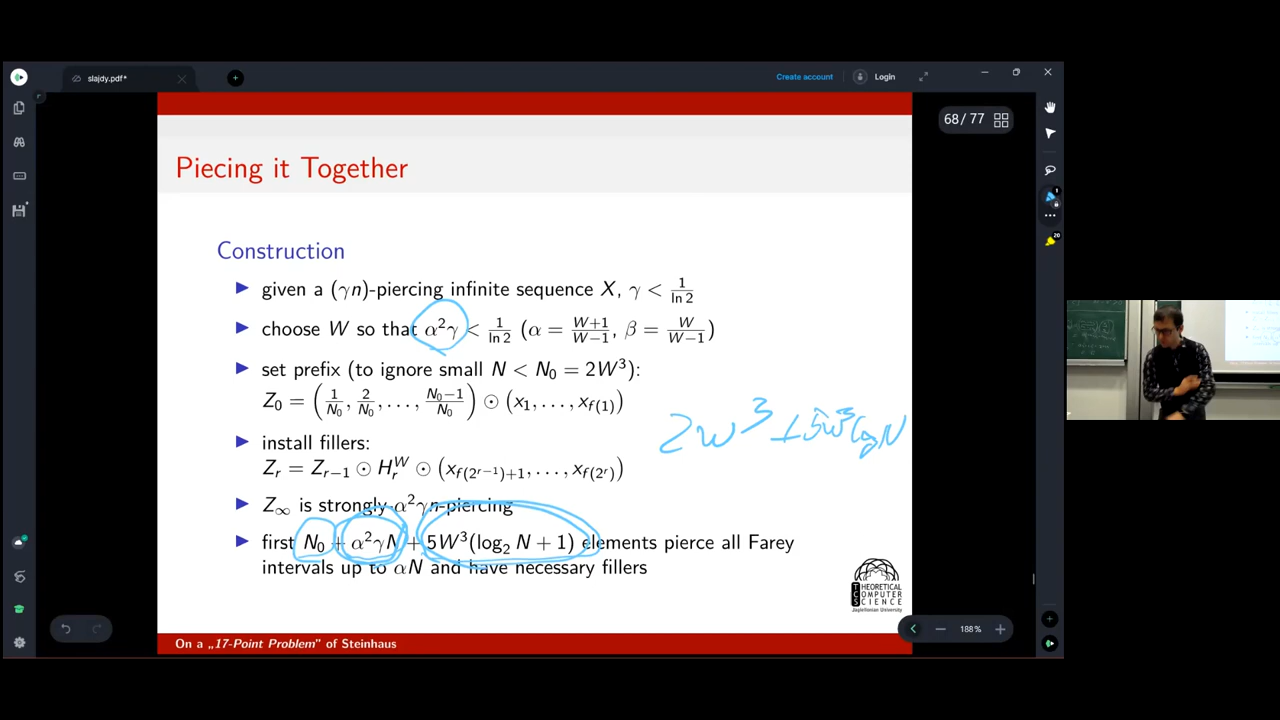 slajdy.pdf*
Create account
Login
68/ 77
Piecing it Together
Construction
given a (γn)-piercing infinite sequence X, γ < 1/ln 2
choose W so that α²γ < 1/ln 2 (α = W+1/W−1, β = W/W−1)
set prefix (to ignore small N < N₀ = 2W³):
Z₀ = (1/N₀, 2/N₀, . . . , N₀−1/N₀) ⊙ (x₁, . . . , x_f(1))
2W³ + 5W³ log N
install fillers:
Z_r = Z_{r−1} ⊙ H_r^W ⊙ (x_{f(2^{r−1})+1}, . . . , x_{f(2^r)})
Z∞ is strongly α²γn-piercing
first N₀ + α²γN + 5W³(log₂ N + 1) elements pierce all Farey
intervals up to αN and have necessary fillers
THEORETICAL
COMPUTER
SCIENCE
Jagiellonian University
188%
On a „17-Point Problem” of Steinhaus